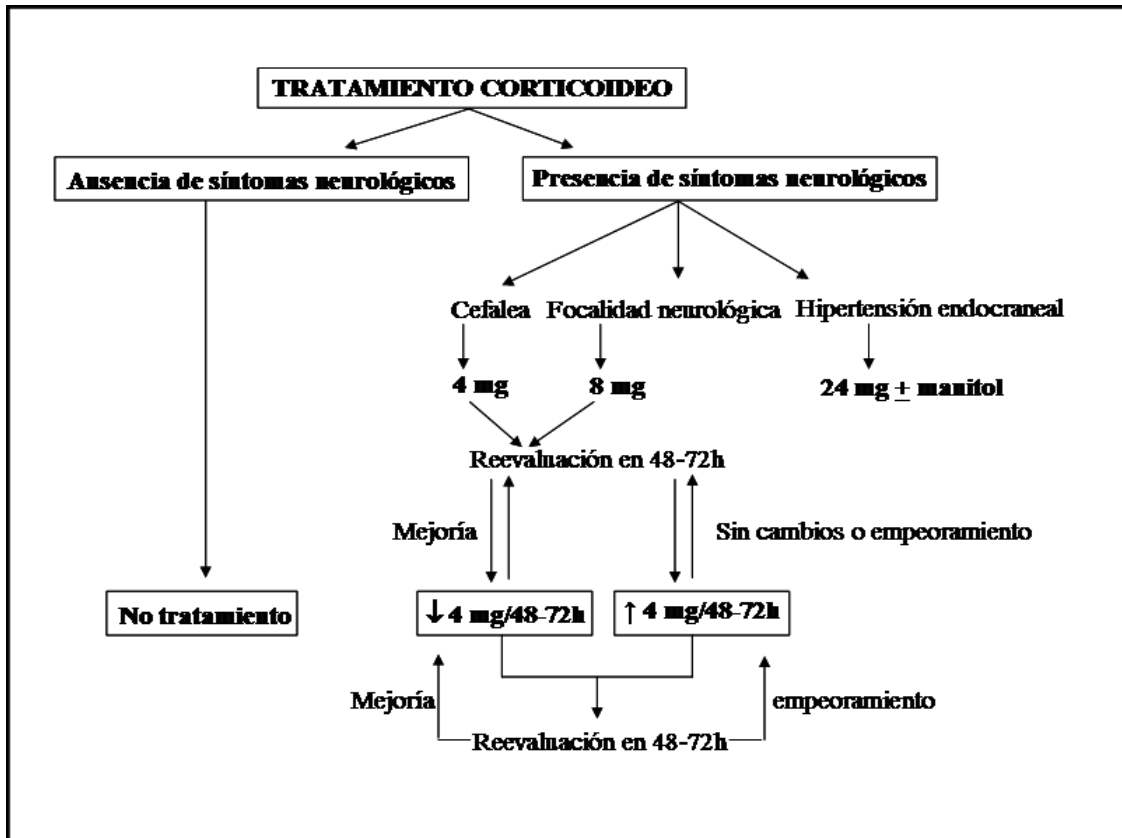 TRATAMIENTO CORTICOIDEO
Ausencia de síntomas neurológicos
Presencia de síntomas neurológicos
Cefalea
Focalidad neurológica
Hipertensión endocraneal
4 mg
8 mg
24 mg ± manitol
Reevaluación en 48-72h
Mejoría
Sin cambios o empeoramiento
No tratamiento
↓ 4 mg/48-72h
↑ 4 mg/48-72h
Mejoría
empeoramiento
Reevaluación en 48-72h